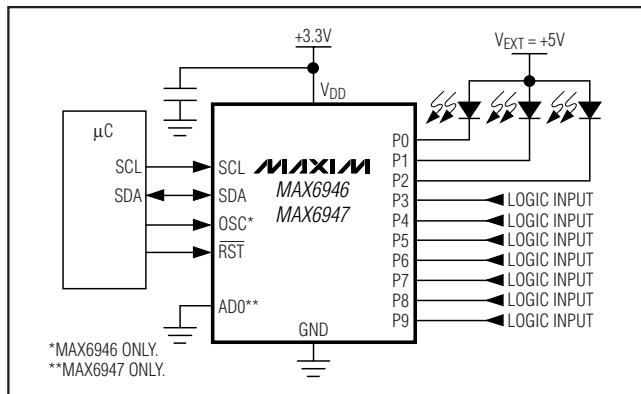 +3.3V
VEXT = +5V
VDD
µC
SCL
SDA
SCL
SDA
OSC*
RST
AD0**
MAXIM
MAX6946
MAX6947
GND
P0
P1
P2
P3
P4
P5
P6
P7
P8
P9
LOGIC INPUT
LOGIC INPUT
LOGIC INPUT
LOGIC INPUT
LOGIC INPUT
LOGIC INPUT
LOGIC INPUT
*MAX6946 ONLY.
**MAX6947 ONLY.